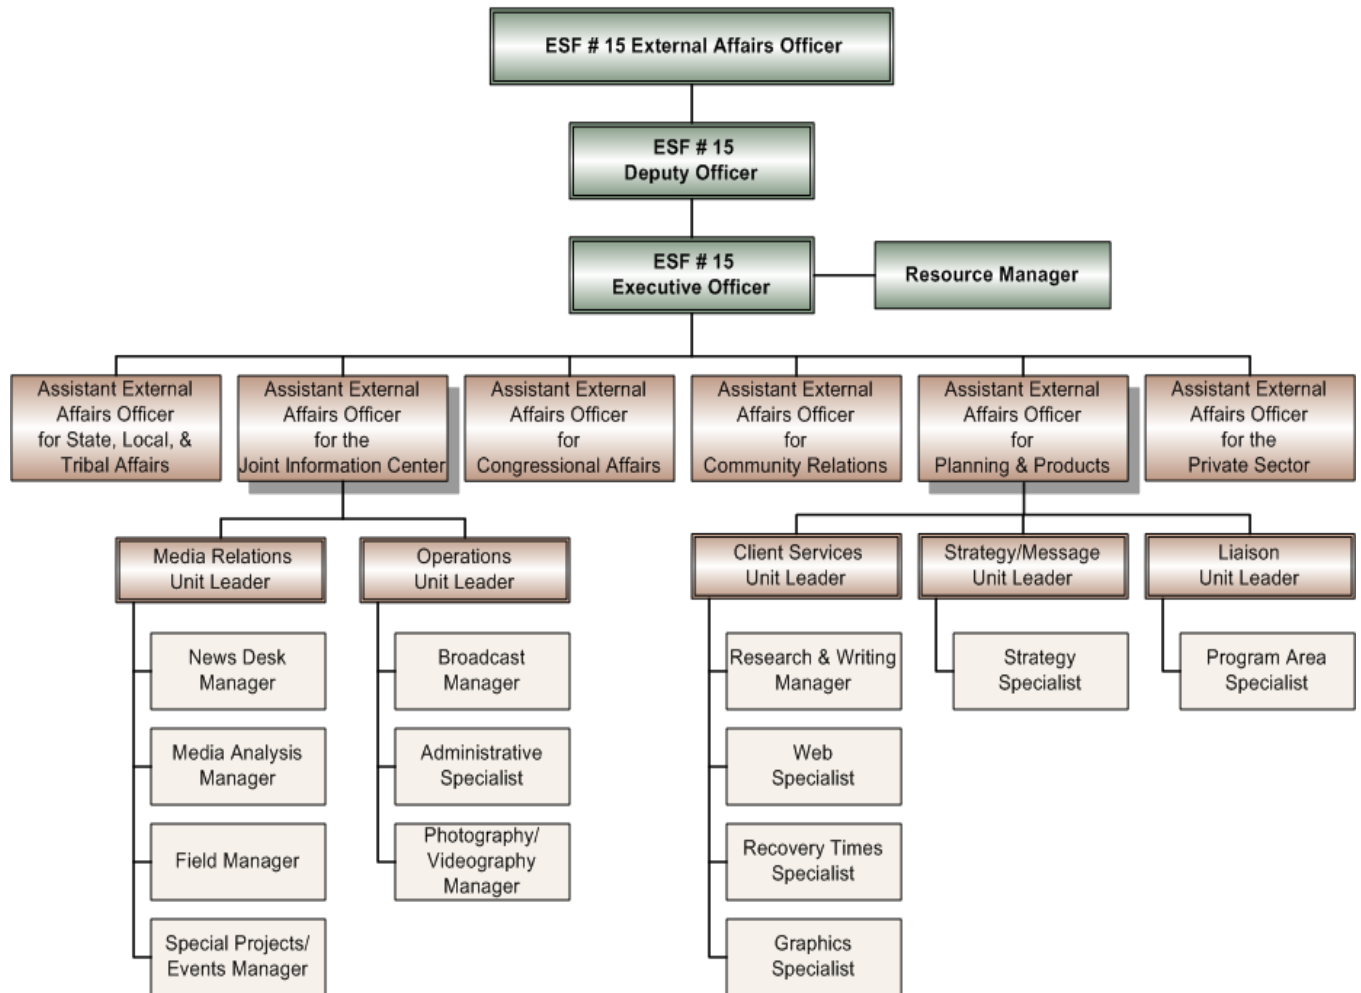 ESF # 15 External Affairs Officer
ESF # 15
Deputy Officer
ESF # 15
Executive Officer
Resource Manager
Assistant External
Affairs Officer
for State, Local, &
Tribal Affairs
Assistant External
Affairs Officer
for the
Joint Information Center
Assistant External
Affairs Officer
for
Congressional Affairs
Assistant External
Affairs Officer
for
Community Relations
Assistant External
Affairs Officer
for
Planning & Products
Assistant External
Affairs Officer
for the
Private Sector
Media Relations
Unit Leader
Operations
Unit Leader
Client Services
Unit Leader
Strategy/Message
Unit Leader
Liaison
Unit Leader
News Desk
Manager
Broadcast
Manager
Research & Writing
Manager
Strategy
Specialist
Program Area
Specialist
Media Analysis
Manager
Administrative
Specialist
Web
Specialist
Field Manager
Photography/
Videography
Manager
Recovery Times
Specialist
Special Projects/
Events Manager
Graphics
Specialist